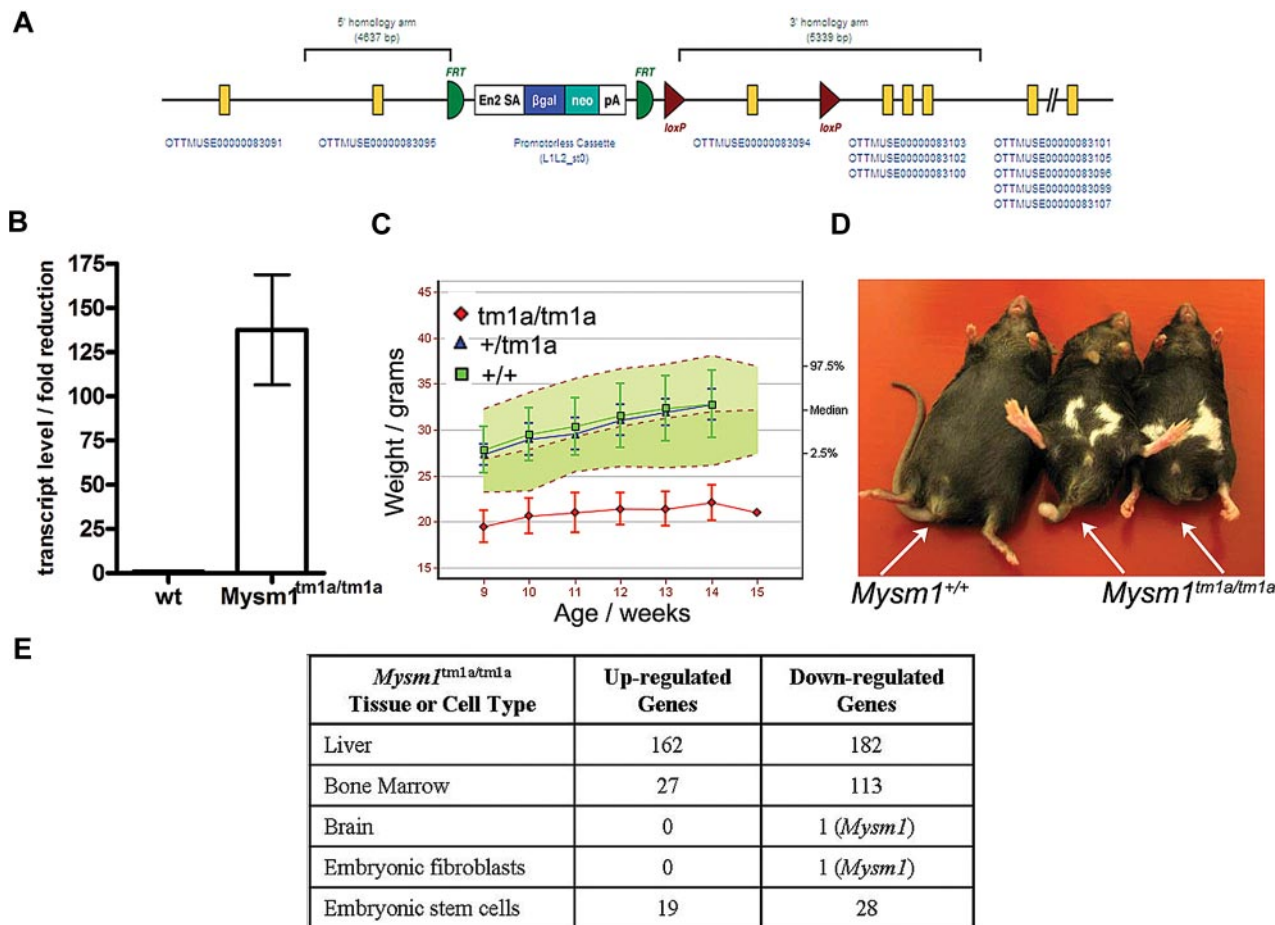 A
5' homology arm
(4637 bp)
3' homology arm
(5339 bp)
FRT
FRT
En2 SA
βgal
neo
pA
loxP
loxP
OTTMUSE00000083091
OTTMUSE00000083095
Promotorless Cassette
(L1L2_st0)
OTTMUSE00000083094
OTTMUSE00000083103
OTTMUSE00000083102
OTTMUSE00000083100
OTTMUSE00000083101
OTTMUSE00000083105
OTTMUSE00000083096
OTTMUSE00000083099
OTTMUSE00000083107
B
transcript level / fold reduction
175
150
125
100
75
50
25
0
wt
Mysm1tm1a/tm1a
C
Weight / grams
45
40
35
30
25
20
15
tm1a/tm1a
+/tm1a
+/+
97.5%
Median
2.5%
9 10 11 12 13 14 15
Age / weeks
D
Mysm1+/+
Mysm1tm1a/tm1a
E
Mysm1tm1a/tm1a Up-regulated Down-regulated
Tissue or Cell Type Genes Genes
Liver 162 182
Bone Marrow 27 113
Brain 0 1 (Mysm1)
Embryonic fibroblasts 0 1 (Mysm1)
Embryonic stem cells 19 28